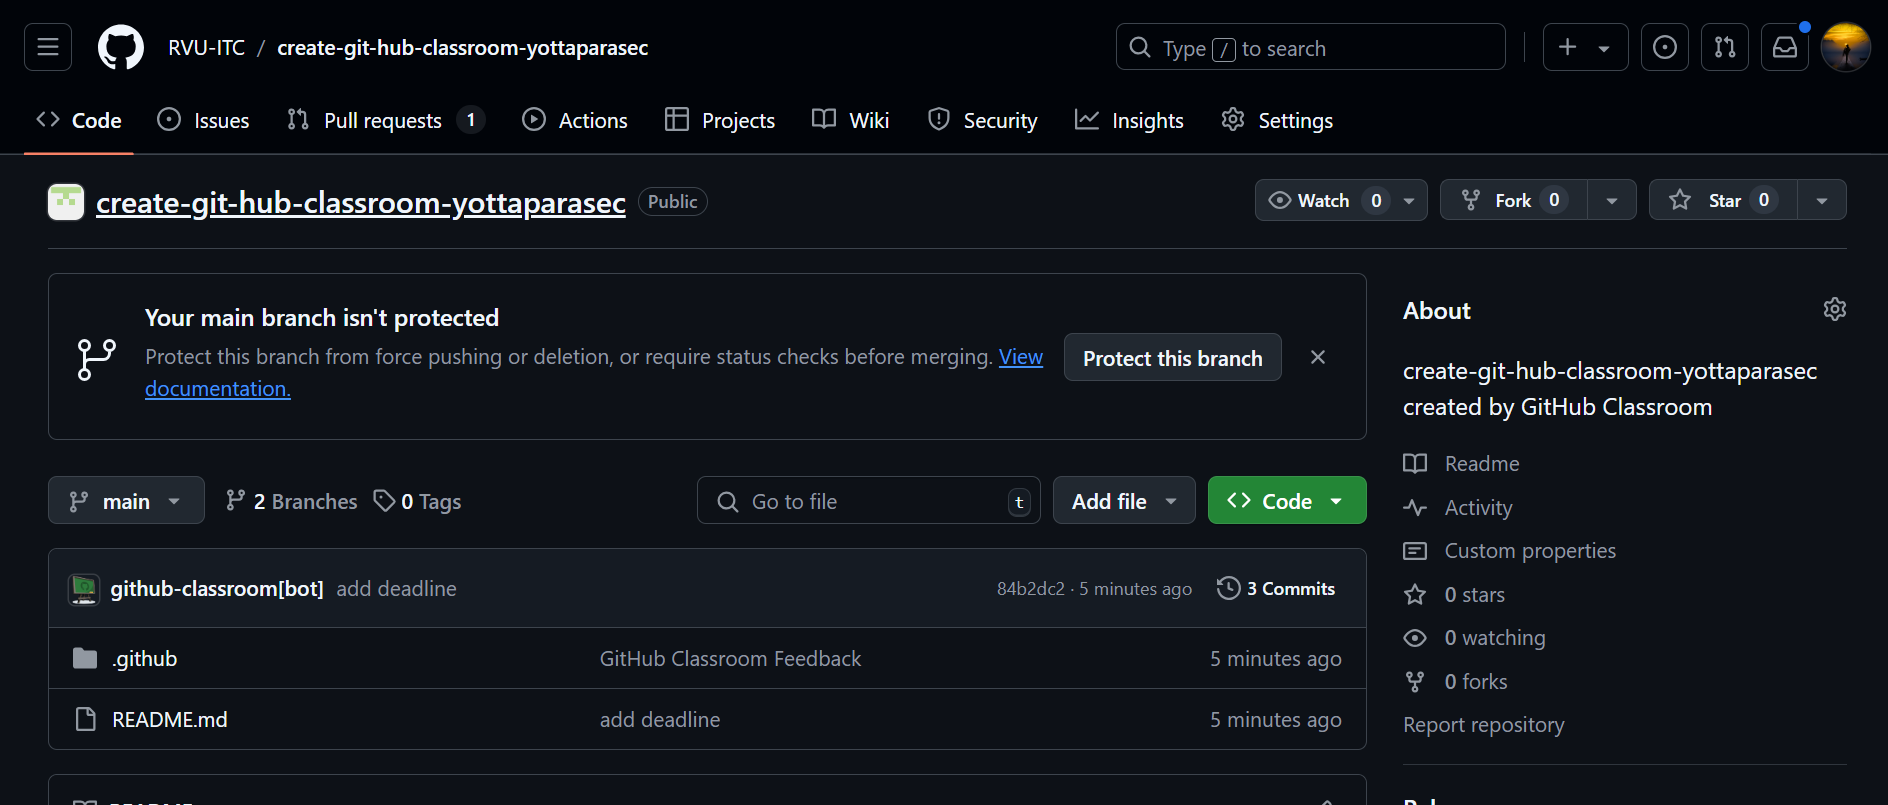 RVU-ITC / create-git-hub-classroom-yottaparasec
Type / to search
Code
Issues
Pull requests 1
Actions
Projects
Wiki
Security
Insights
Settings
create-git-hub-classroom-yottaparasec Public
Watch 0
Fork 0
Star 0
Your main branch isn't protected
Protect this branch from force pushing or deletion, or require status checks before merging. View
documentation.
Protect this branch
main
2 Branches
0 Tags
Go to file t
Add file
Code
github-classroom[bot] add deadline 84b2dc2 · 5 minutes ago 3 Commits
.github GitHub Classroom Feedback 5 minutes ago
README.md add deadline 5 minutes ago
About
create-git-hub-classroom-yottaparasec
created by GitHub Classroom
Readme
Activity
Custom properties
0 stars
0 watching
0 forks
Report repository